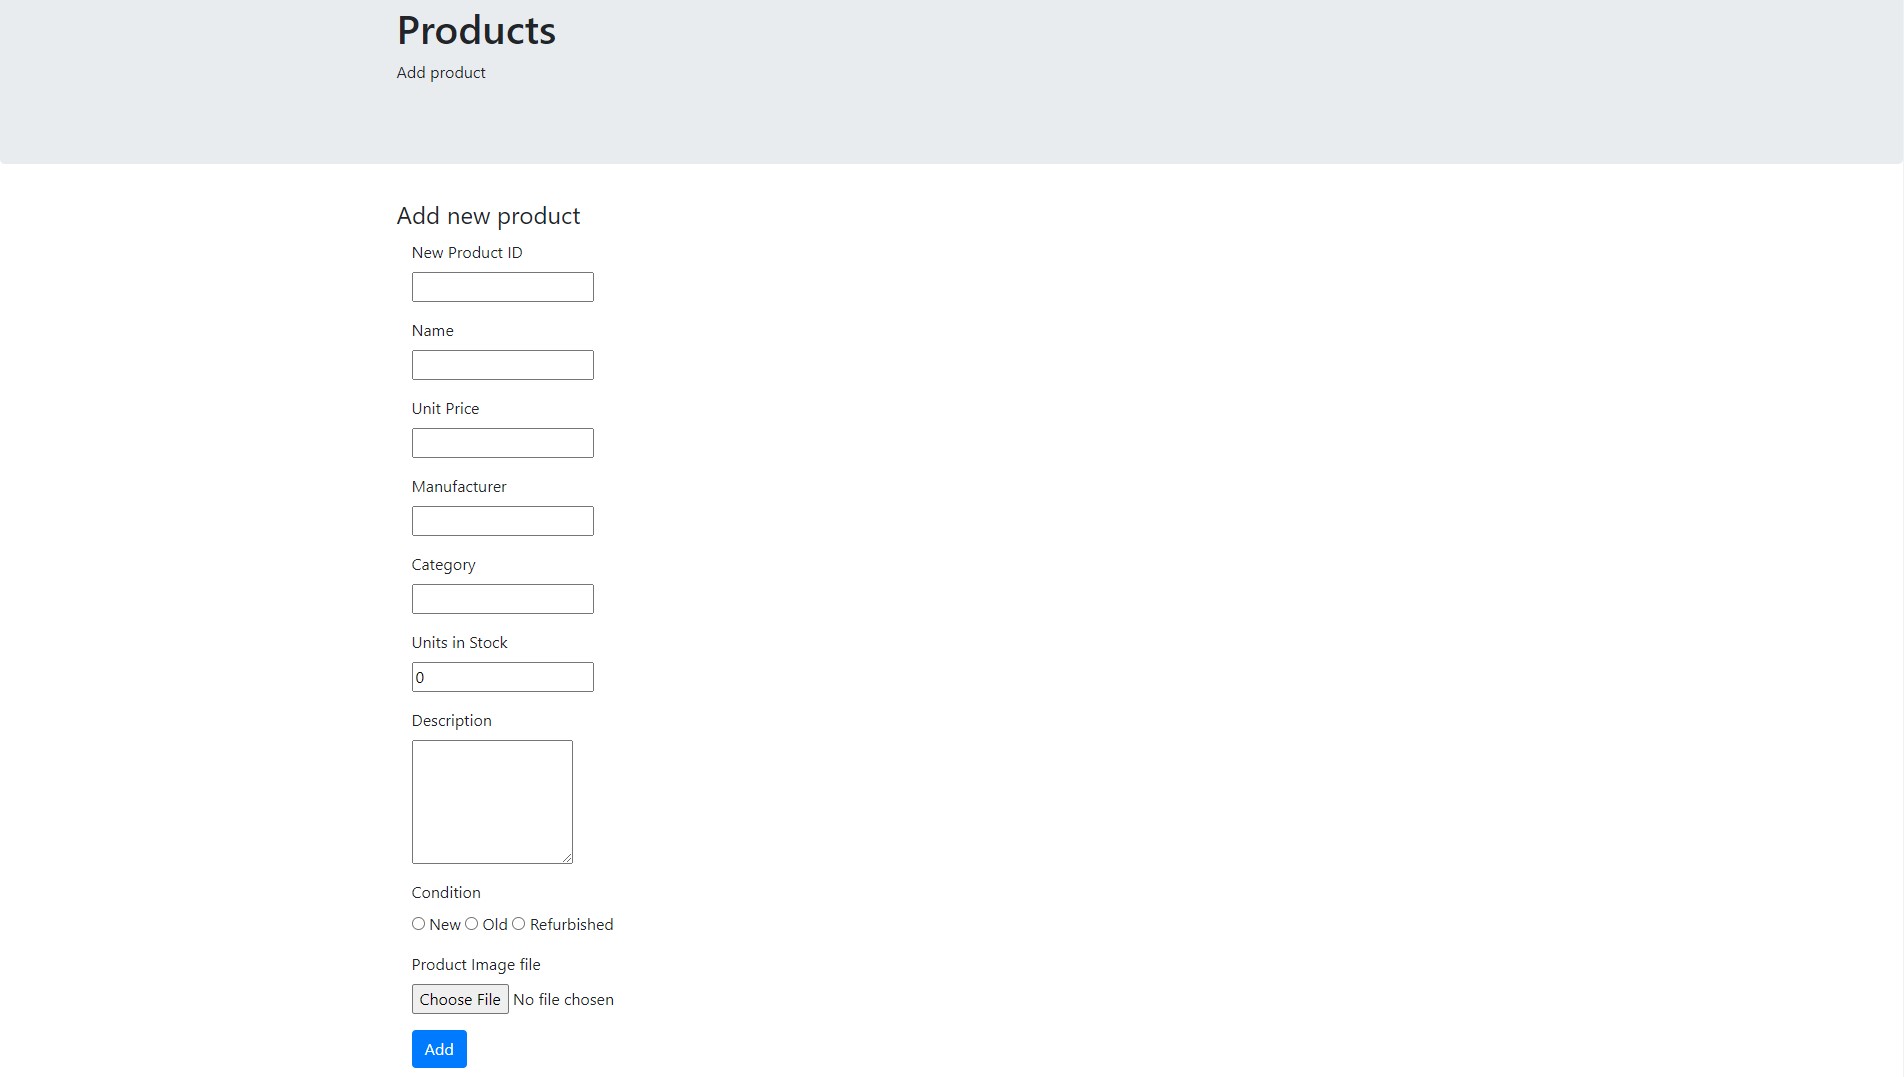 Products
Add product
Add new product
New Product ID
Name
Unit Price
Manufacturer
Category
Units in Stock
0
Description
Condition
New Old Refurbished
Product Image file
Choose File No file chosen
Add